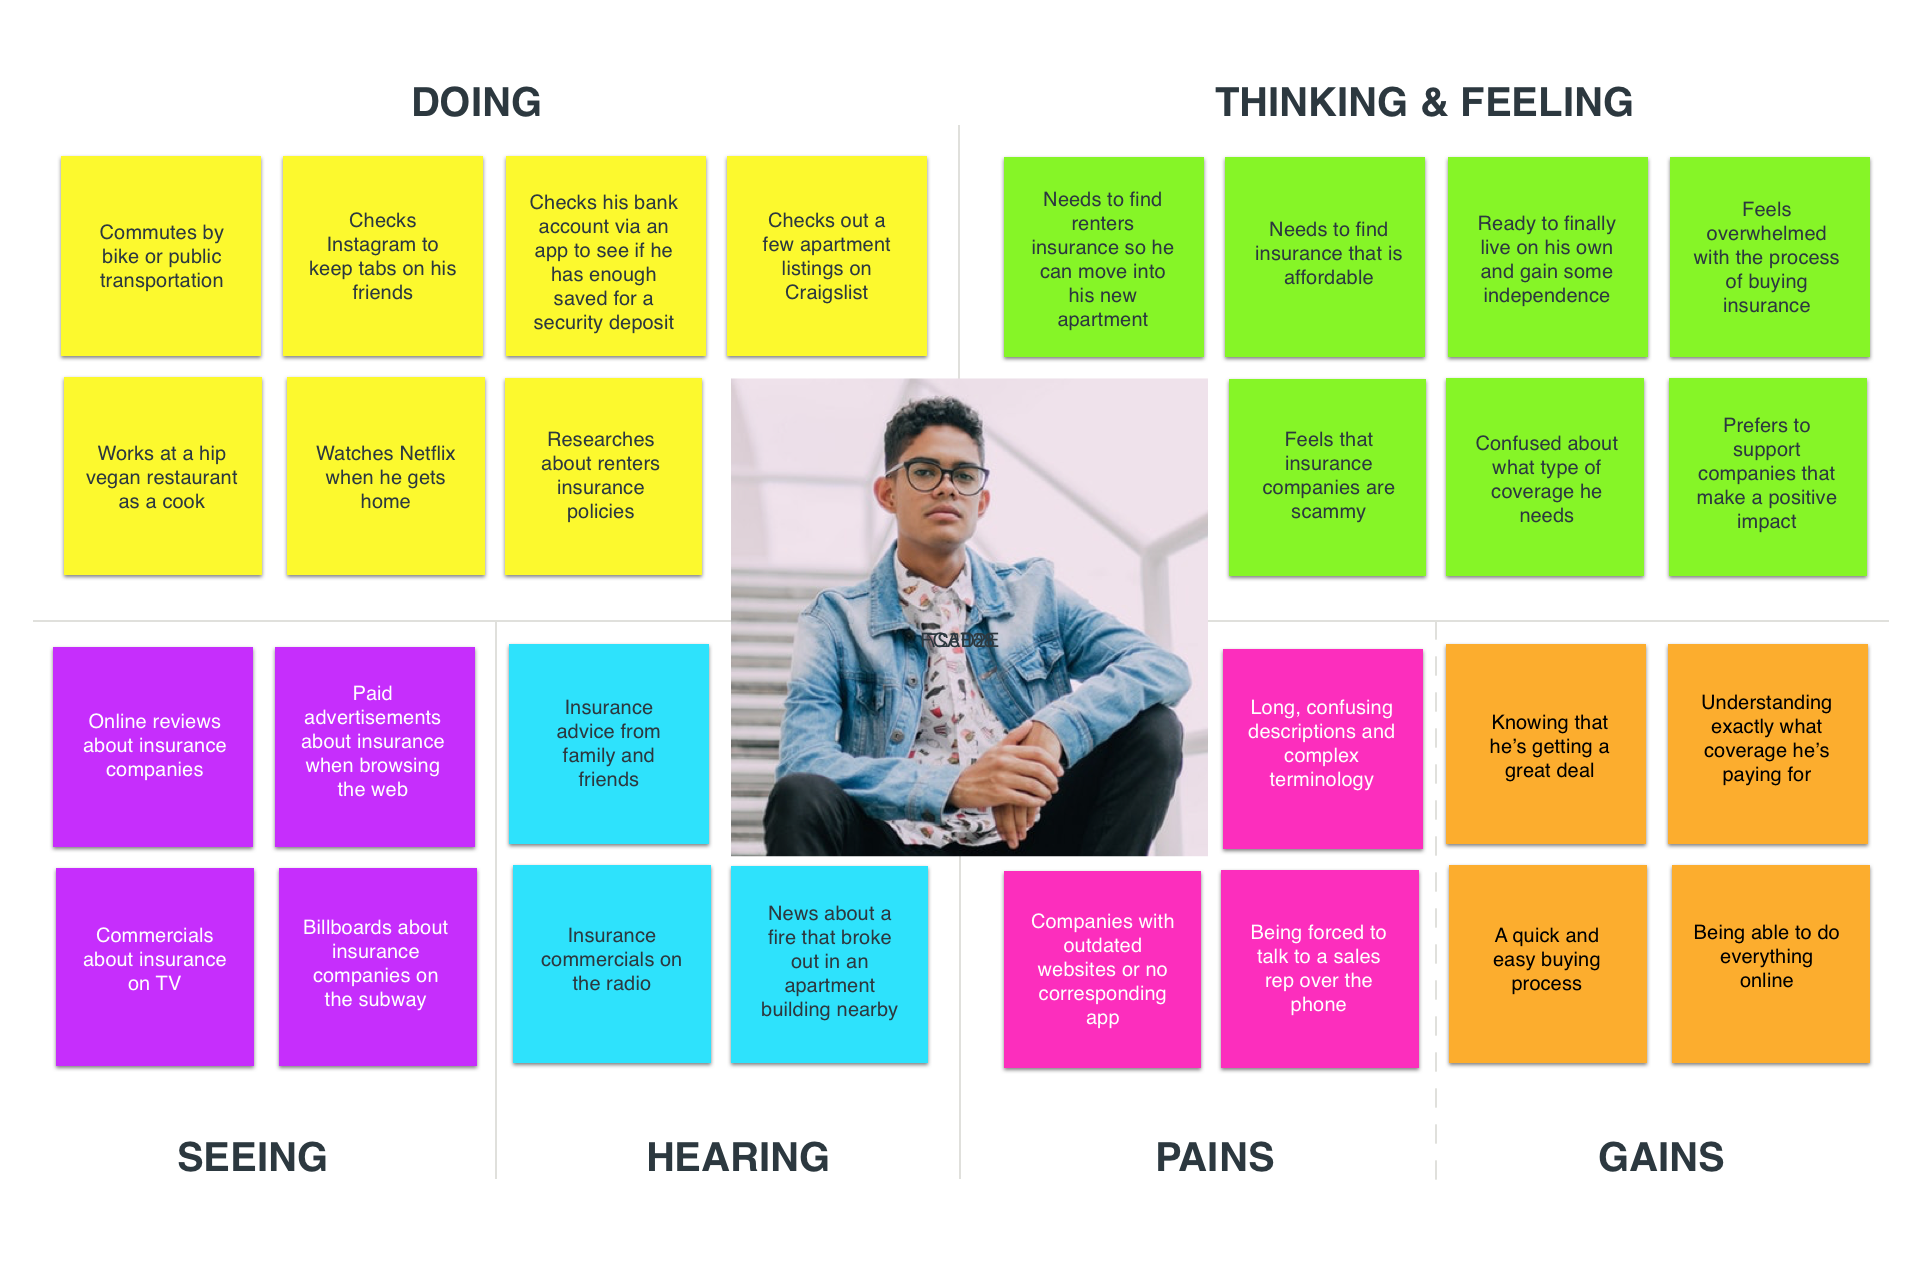 DOING
THINKING & FEELING
Commutes by
bike or public
transportation
Checks
Instagram to
keep tabs on his
friends
Checks his bank
account via an
app to see if he
has enough
saved for a
security deposit
Checks out a
few apartment
listings on
Craigslist
Needs to find
renters
insurance so he
can move into
his new
apartment
Needs to find
insurance that is
affordable
Ready to finally
live on his own
and gain some
independence
Feels
overwhelmed
with the process
of buying
insurance
Works at a hip
vegan restaurant
as a cook
Watches Netflix
when he gets
home
Researches
about renters
insurance
policies
Feels that
insurance
companies are
scammy
Confused about
what type of
coverage he
needs
Prefers to
support
companies that
make a positive
impact
Online reviews
about insurance
companies
Paid
advertisements
about insurance
when browsing
the web
Insurance
advice from
family and
friends
Long, confusing
descriptions and
complex
terminology
Knowing that
he’s getting a
great deal
Understanding
exactly what
coverage he’s
paying for
Commercials
about insurance
on TV
Billboards about
insurance
companies on
the subway
Insurance
commercials on
the radio
News about a
fire that broke
out in an
apartment
building nearby
Companies with
outdated
websites or no
corresponding
app
Being forced to
talk to a sales
rep over the
phone
A quick and
easy buying
process
Being able to do
everything
online
SEEING
HEARING
PAINS
GAINS